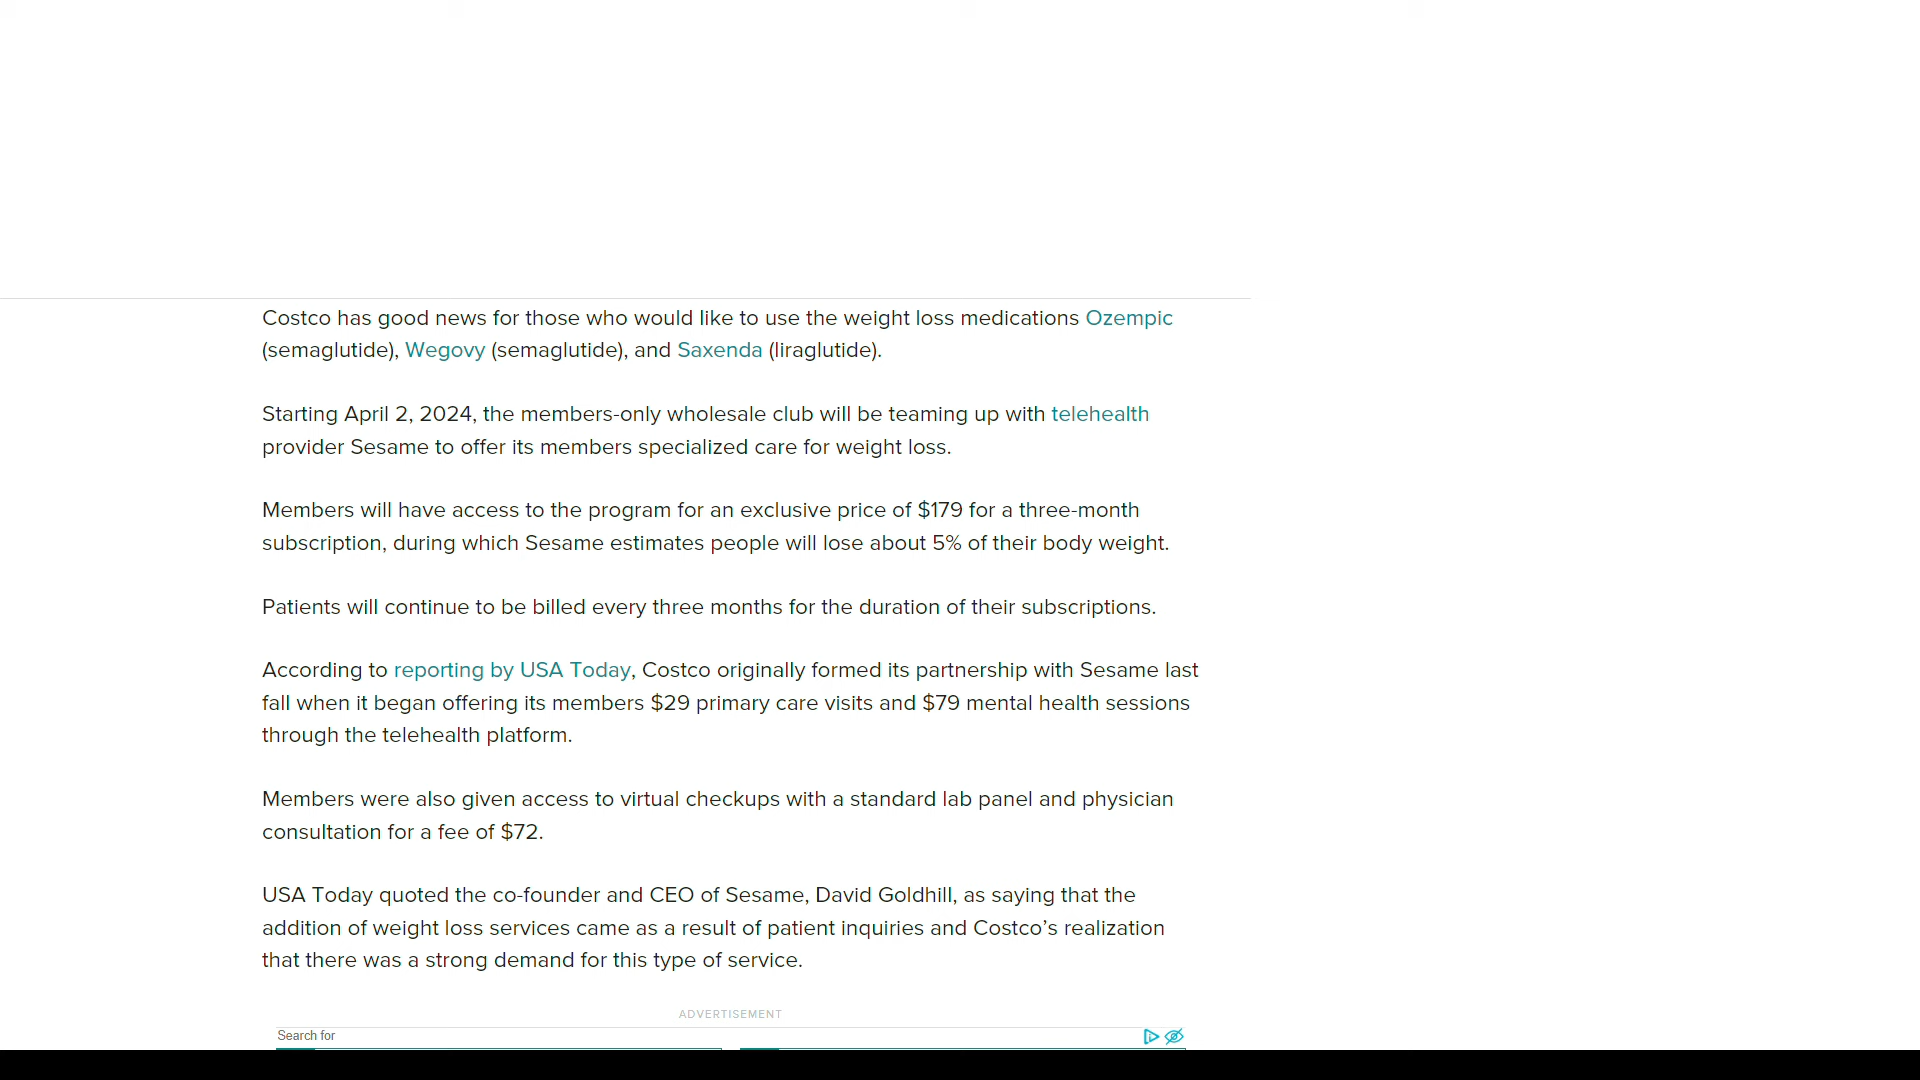 Costco has good news for those who would like to use the weight loss medications Ozempic
(semaglutide), Wegovy (semaglutide), and Saxenda (liraglutide).
Starting April 2, 2024, the members-only wholesale club will be teaming up with telehealth
provider Sesame to offer its members specialized care for weight loss.
Members will have access to the program for an exclusive price of $179 for a three-month
subscription, during which Sesame estimates people will lose about 5% of their body weight.
Patients will continue to be billed every three months for the duration of their subscriptions.
According to reporting by USA Today, Costco originally formed its partnership with Sesame last
fall when it began offering its members $29 primary care visits and $79 mental health sessions
through the telehealth platform.
Members were also given access to virtual checkups with a standard lab panel and physician
consultation for a fee of $72.
USA Today quoted the co-founder and CEO of Sesame, David Goldhill, as saying that the
addition of weight loss services came as a result of patient inquiries and Costco’s realization
that there was a strong demand for this type of service.
ADVERTISEMENT
Search for